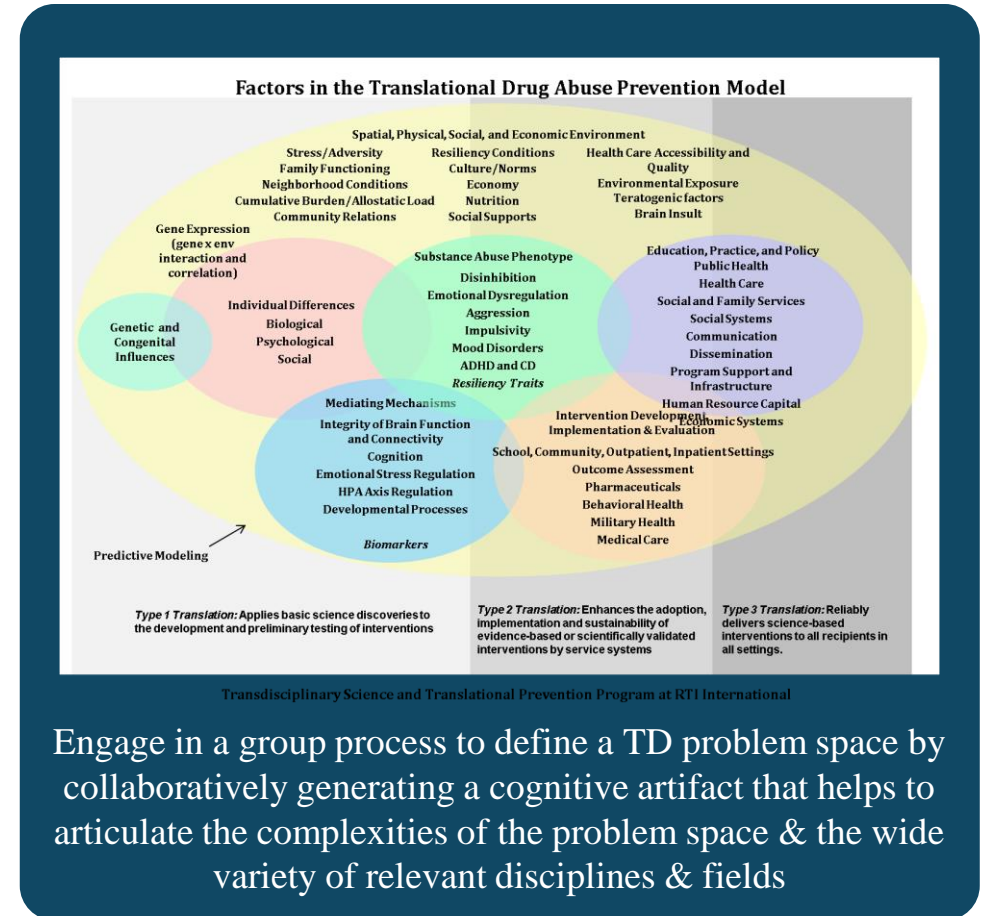 Factors in the Translational Drug Abuse Prevention Model
Spatial, Physical, Social, and Economic Environment
Stress/Adversity
Family Functioning
Neighborhood Conditions
Cumulative Burden/Allostatic Load
Community Relations
Resiliency Conditions
Culture/Norms
Economy
Nutrition
Social Supports
Health Care Accessibility and
Quality
Environmental Exposure
Teratogenic factors
Brain Insult
Gene Expression
(gene x env
interaction and
correlation)
Genetic and
Congenital
Influences
Individual Differences
Biological
Psychological
Social
Substance Abuse Phenotype
Disinhibition
Emotional Dysregulation
Aggression
Impulsivity
Mood Disorders
ADHD and CD
Resiliency Traits
Education, Practice, and Policy
Public Health
Health Care
Social and Family Services
Social Systems
Communication
Dissemination
Program Support and
Infrastructure
Human Resource Capital
Economic Systems
Mediating Mechanisms
Integrity of Brain Function
and Connectivity
Cognition
Emotional Stress Regulation
HPA Axis Regulation
Developmental Processes
Biomarkers
Intervention Development,
Implementation & Evaluation
School, Community, Outpatient, Inpatient Settings
Outcome Assessment
Pharmaceuticals
Behavioral Health
Military Health
Medical Care
Predictive Modeling
Type 1 Translation: Applies basic science discoveries to
the development and preliminary testing of interventions
Type 2 Translation: Enhances the adoption,
implementation and sustainability of
evidence-based or scientifically validated
interventions by service systems
Type 3 Translation: Reliably
delivers science-based
interventions to all recipients in
all settings.
Transdisciplinary Science and Translational Prevention Program at RTI International
Engage in a group process to define a TD problem space by
collaboratively generating a cognitive artifact that helps to
articulate the complexities of the problem space & the wide
variety of relevant disciplines & fields